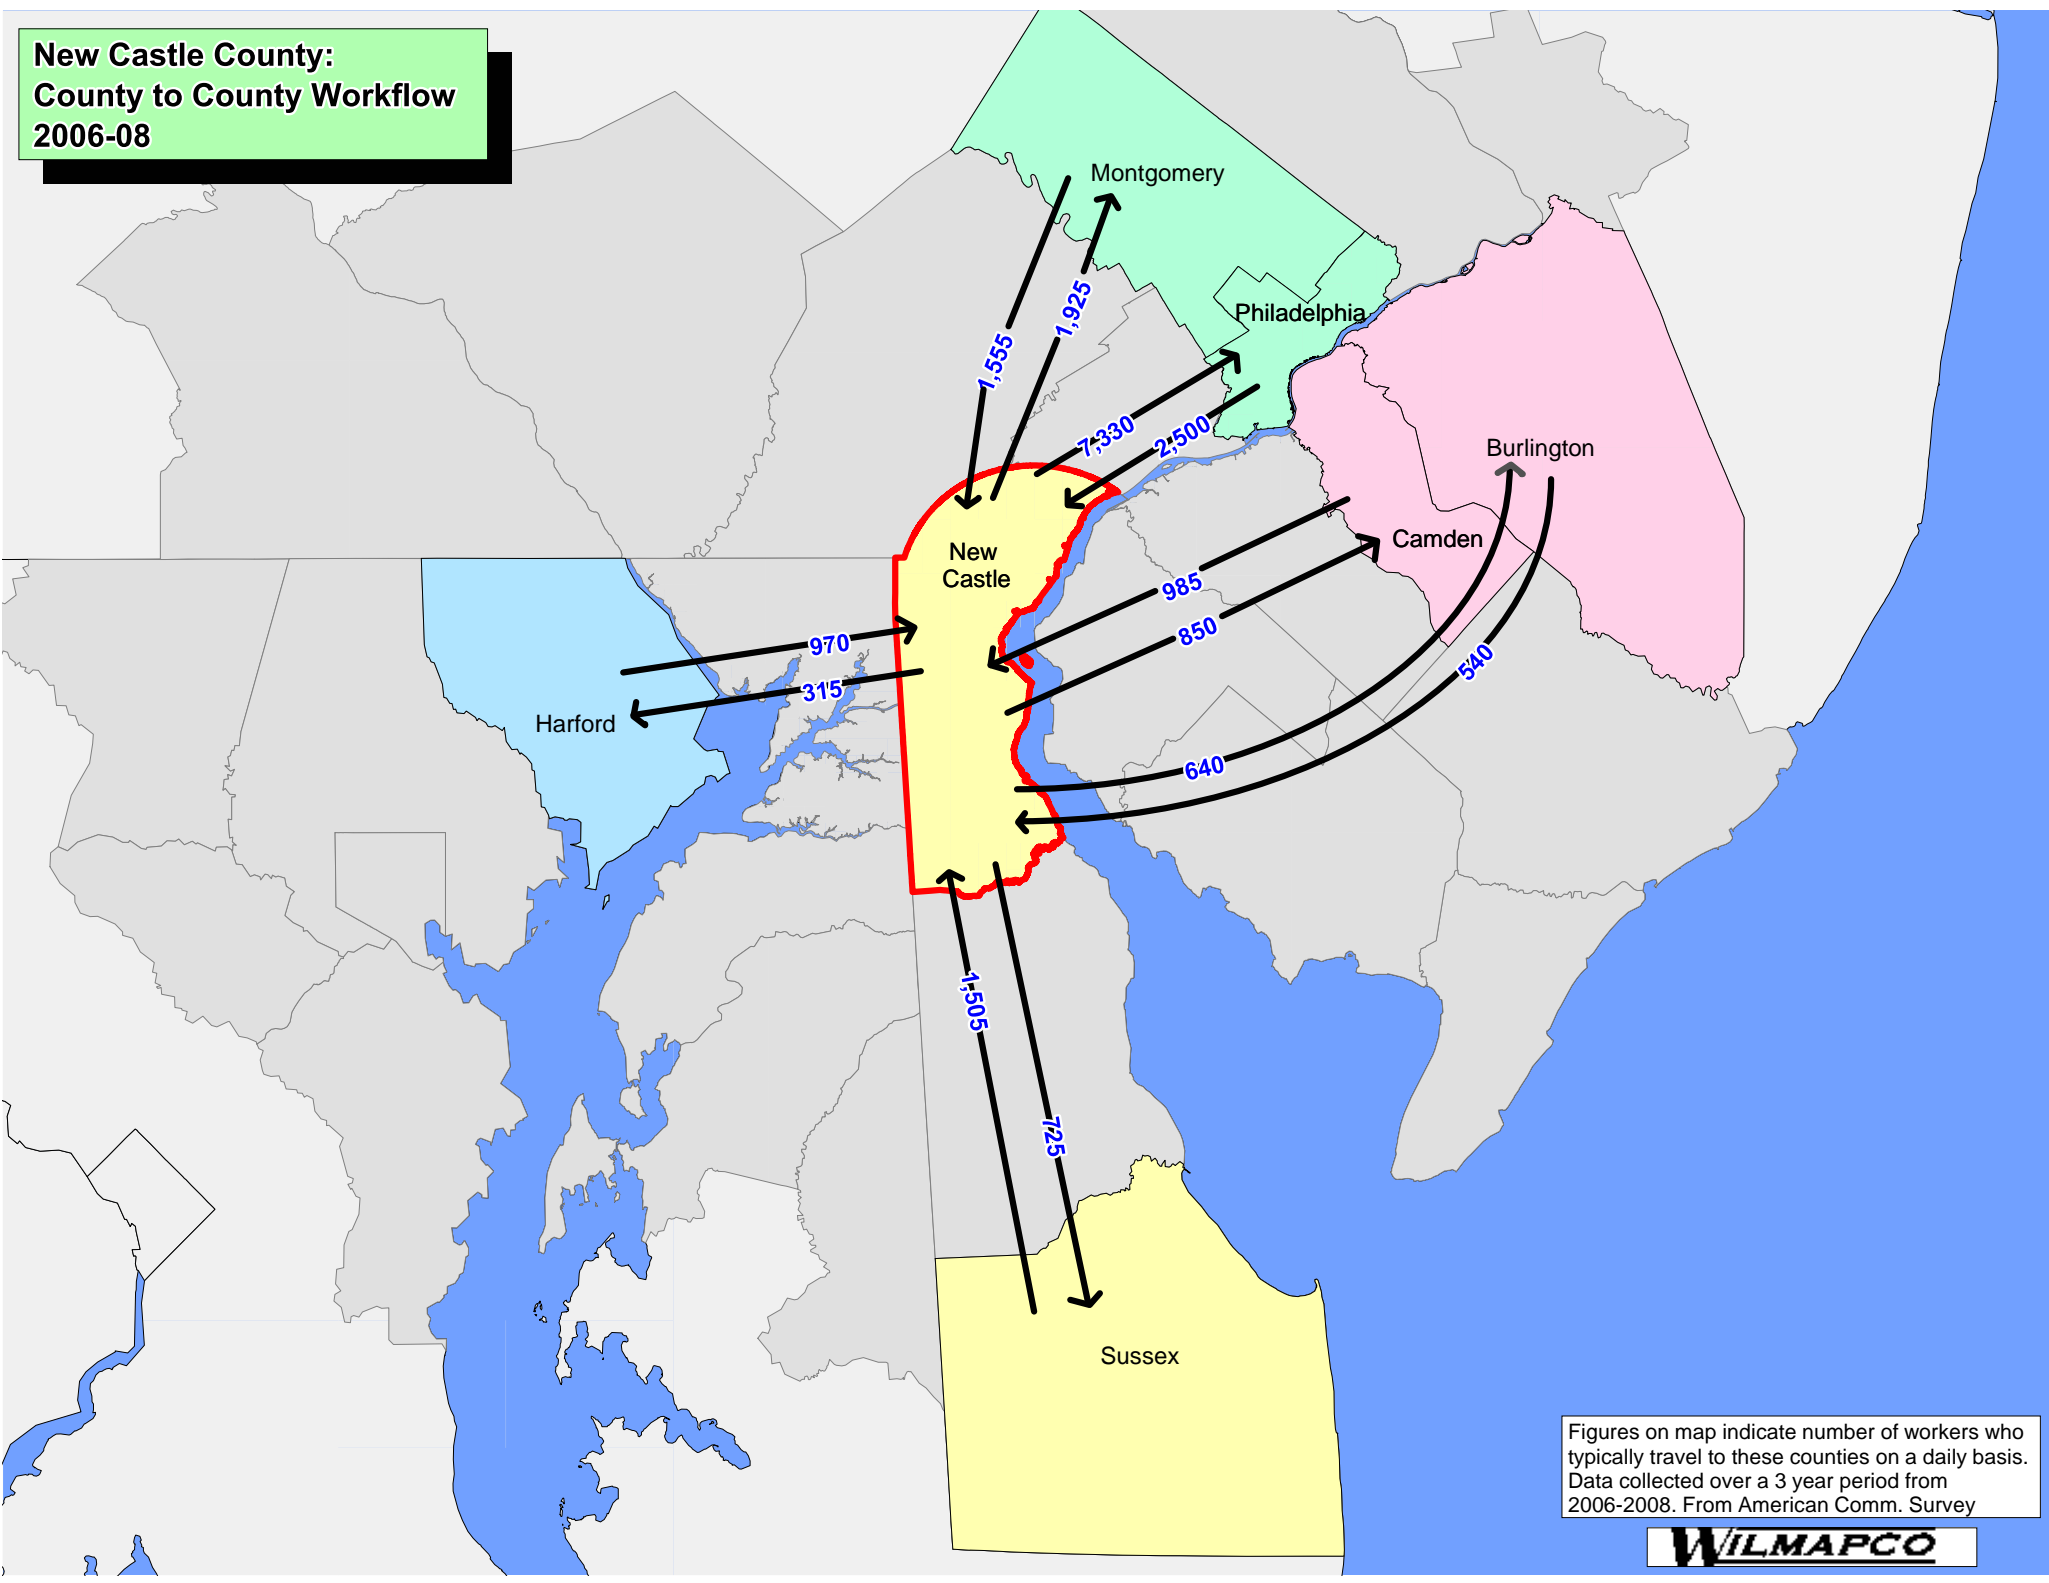 New Castle County:
County to County Workflow
2006-08
Montgomery
1,925
Philadelphia
1,555
7,330
2,500
Burlington
New
Castle
Camden
985
850
970
315
540
Harford
640
1,505
725
Sussex
Figures on map indicate number of workers who
typically travel to these counties on a daily basis.
Data collected over a 3 year period from
2006-2008. From American Comm. Survey
WILMAPCO